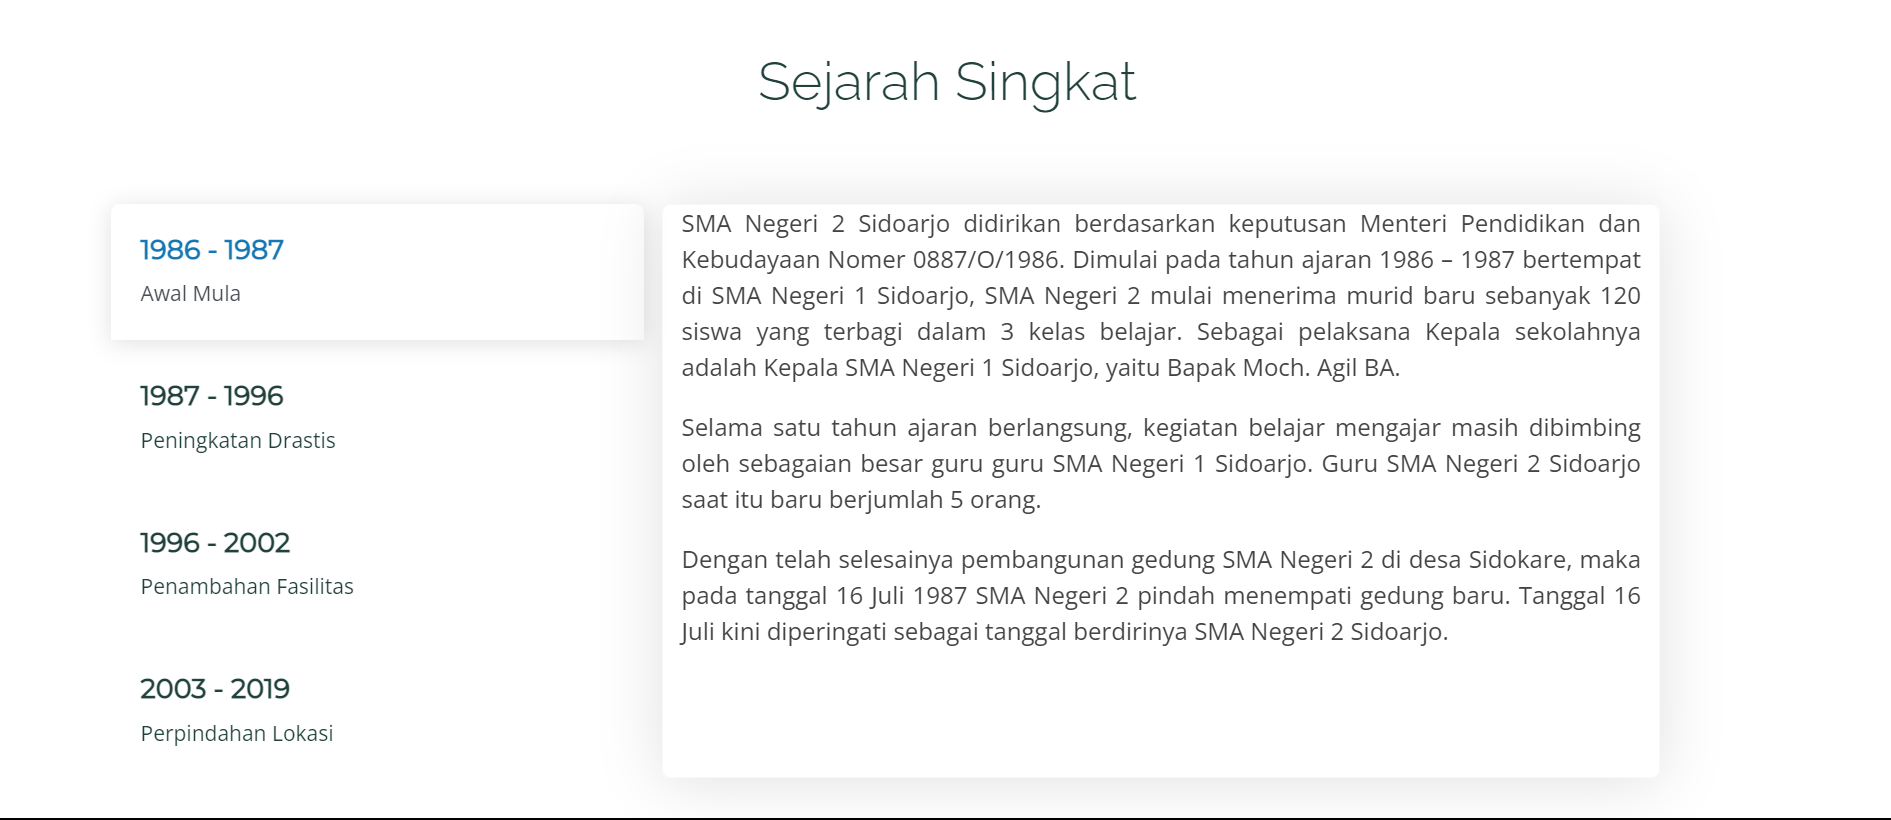 Sejarah Singkat
1986 - 1987
Awal Mula
1987 - 1996
Peningkatan Drastis
1996 - 2002
Penambahan Fasilitas
2003 - 2019
Perpindahan Lokasi
SMA Negeri 2 Sidoarjo didirikan berdasarkan keputusan Menteri Pendidikan dan
Kebudayaan Nomer 0887/O/1986. Dimulai pada tahun ajaran 1986 – 1987 bertempat
di SMA Negeri 1 Sidoarjo, SMA Negeri 2 mulai menerima murid baru sebanyak 120
siswa yang terbagi dalam 3 kelas belajar. Sebagai pelaksana Kepala sekolahnya
adalah Kepala SMA Negeri 1 Sidoarjo, yaitu Bapak Moch. Agil BA.
Selama satu tahun ajaran berlangsung, kegiatan belajar mengajar masih dibimbing
oleh sebagaian besar guru guru SMA Negeri 1 Sidoarjo. Guru SMA Negeri 2 Sidoarjo
saat itu baru berjumlah 5 orang.
Dengan telah selesainya pembangunan gedung SMA Negeri 2 di desa Sidokare, maka
pada tanggal 16 Juli 1987 SMA Negeri 2 pindah menempati gedung baru. Tanggal 16
Juli kini diperingati sebagai tanggal berdirinya SMA Negeri 2 Sidoarjo.